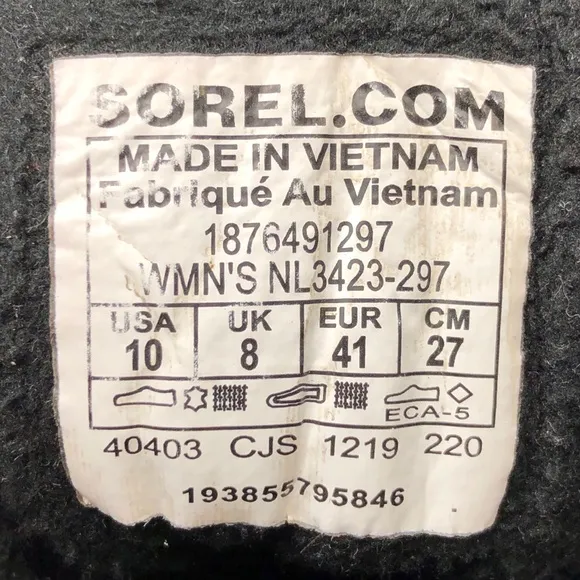 SOREL.COM
MADE IN VIETNAM
Fabriqué Au Vietnam
1876491297
WMN'S NL3423-297
USA UK EUR CM
10 8 41 27
ECA-5
40403 CJS 1219 220
193855795846